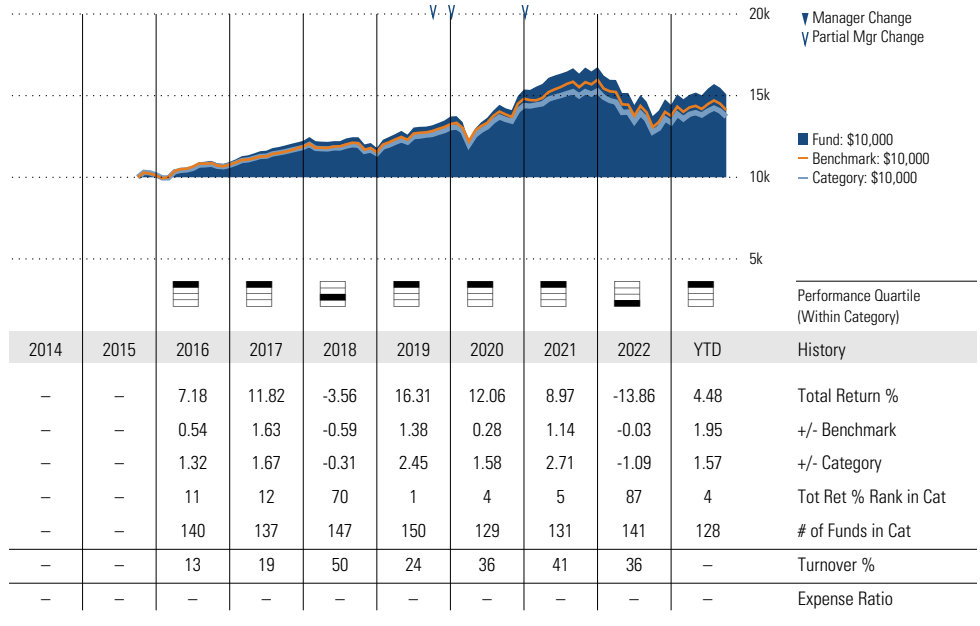 20k
Manager Change
Partial Mgr Change
15k
Fund: $10,000
Benchmark: $10,000
Category: $10,000
10k
5k
Performance Quartile
(Within Category)
2014 2015 2016 2017 2018 2019 2020 2021 2022 YTD History
– – 7.18 11.82 -3.56 16.31 12.06 8.97 -13.86 4.48 Total Return %
– – 0.54 1.63 -0.59 1.38 0.28 1.14 -0.03 1.95 +/- Benchmark
– – 1.32 1.67 -0.31 2.45 1.58 2.71 -1.09 1.57 +/- Category
– – 11 12 70 1 4 5 87 4 Tot Ret % Rank in Cat
– – 140 137 147 150 129 131 141 128 # of Funds in Cat
– – 13 19 50 24 36 41 36 – Turnover %
– – – – – – – – – – Expense Ratio